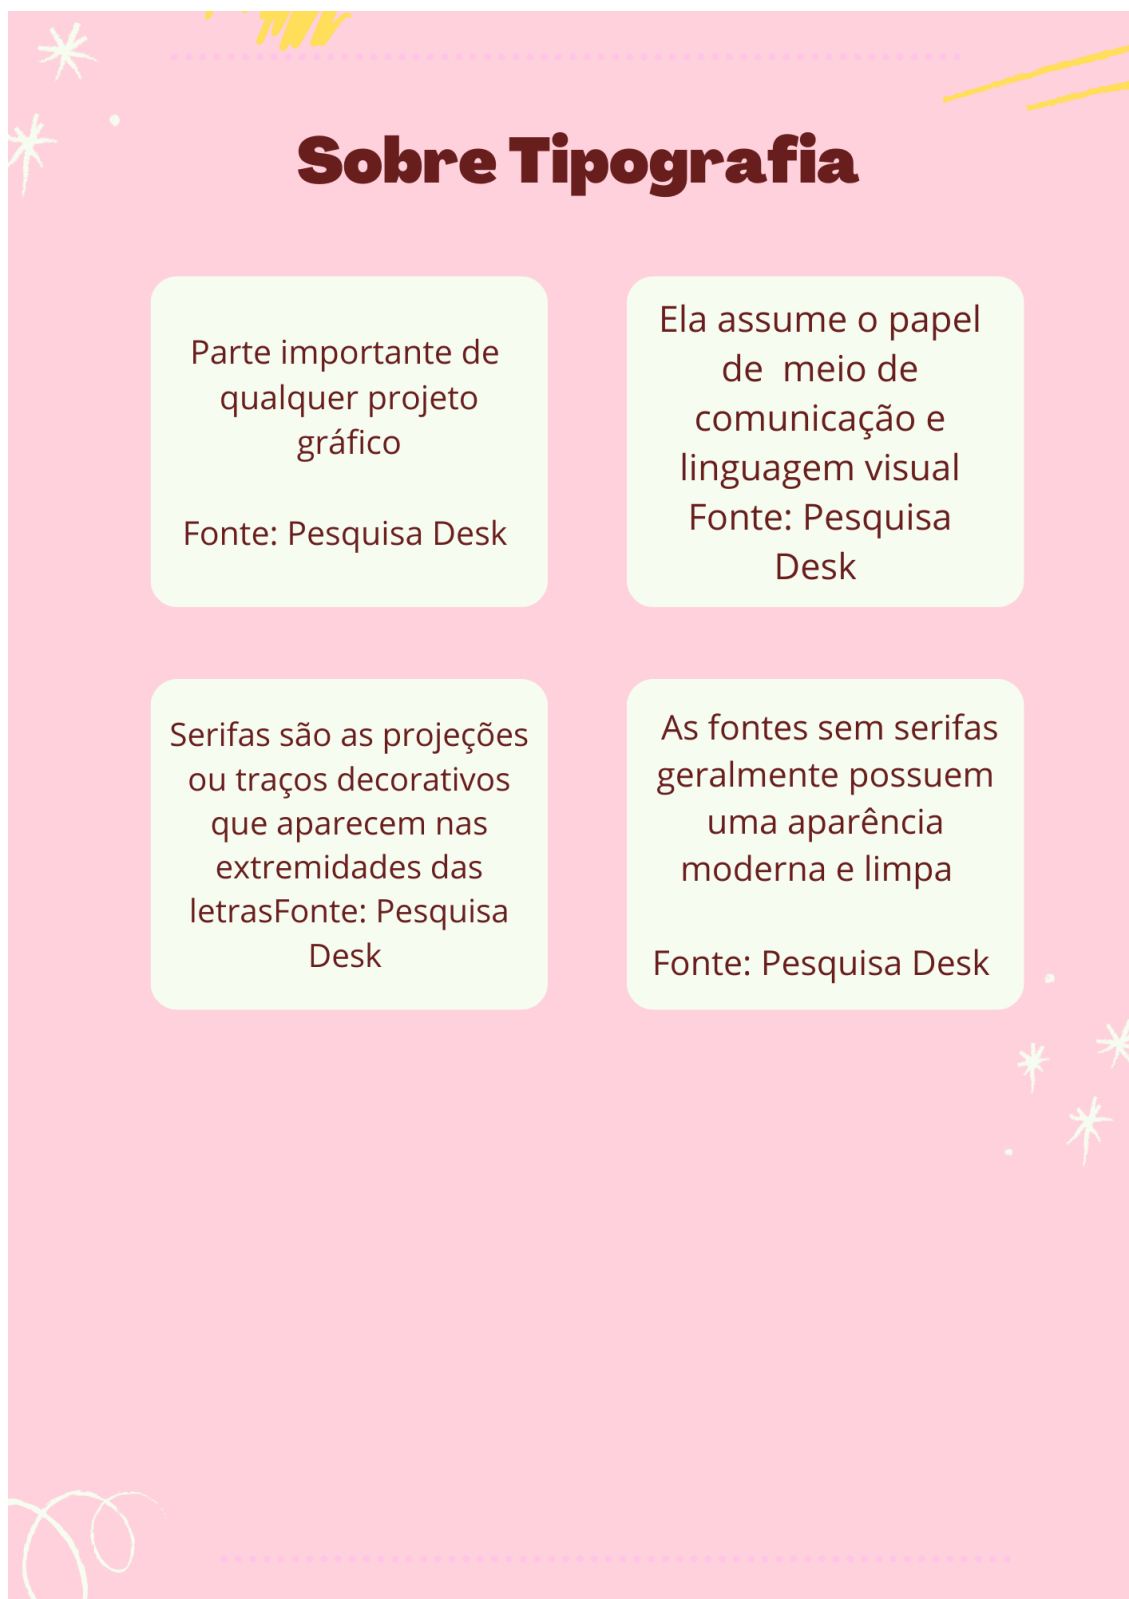 Sobre Tipografia
Parte importante de
qualquer projeto
gráfico
Fonte: Pesquisa Desk
Ela assume o papel
de  meio de
comunicação e
linguagem visual
Fonte: Pesquisa
Desk
Serifas são as projeções
ou traços decorativos
que aparecem nas
extremidades das
letrasFonte: Pesquisa
Desk
As fontes sem serifas
geralmente possuem
uma aparência
moderna e limpa
Fonte: Pesquisa Desk